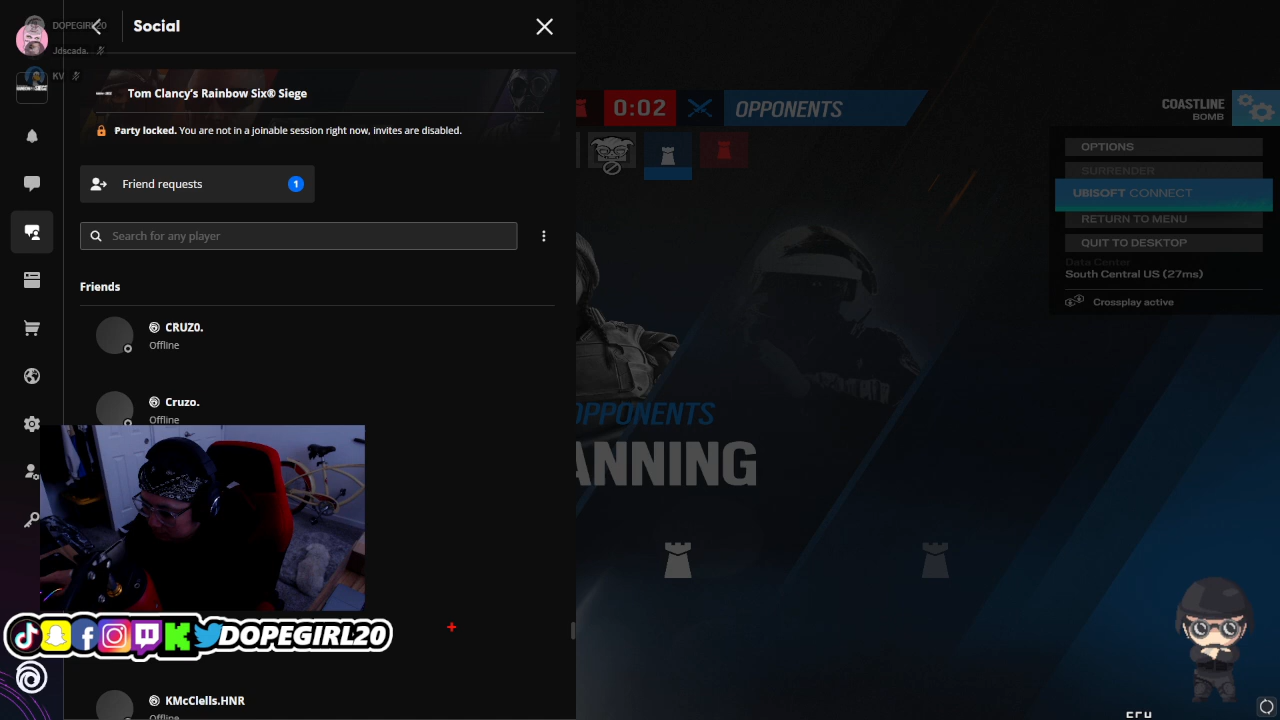 DOPEGIRL20
Jdscada.
KV
Social
Tom Clancy's Rainbow Six® Siege
Party locked. You are not in a joinable session right now, invites are disabled.
Friend requests
1
Search for any player
Friends
CRUZ0.
Offline
Cruzo.
Offline
KMcClells.HNR
Offline
DOPEGIRL20
0:02
OPPONENTS
COASTLINE
BOMB
OPTIONS
SURRENDER
UBISOFT CONNECT
RETURN TO MENU
QUIT TO DESKTOP
Data Center
South Central US (27ms)
Crossplay active
OPPONENTS
ANNING